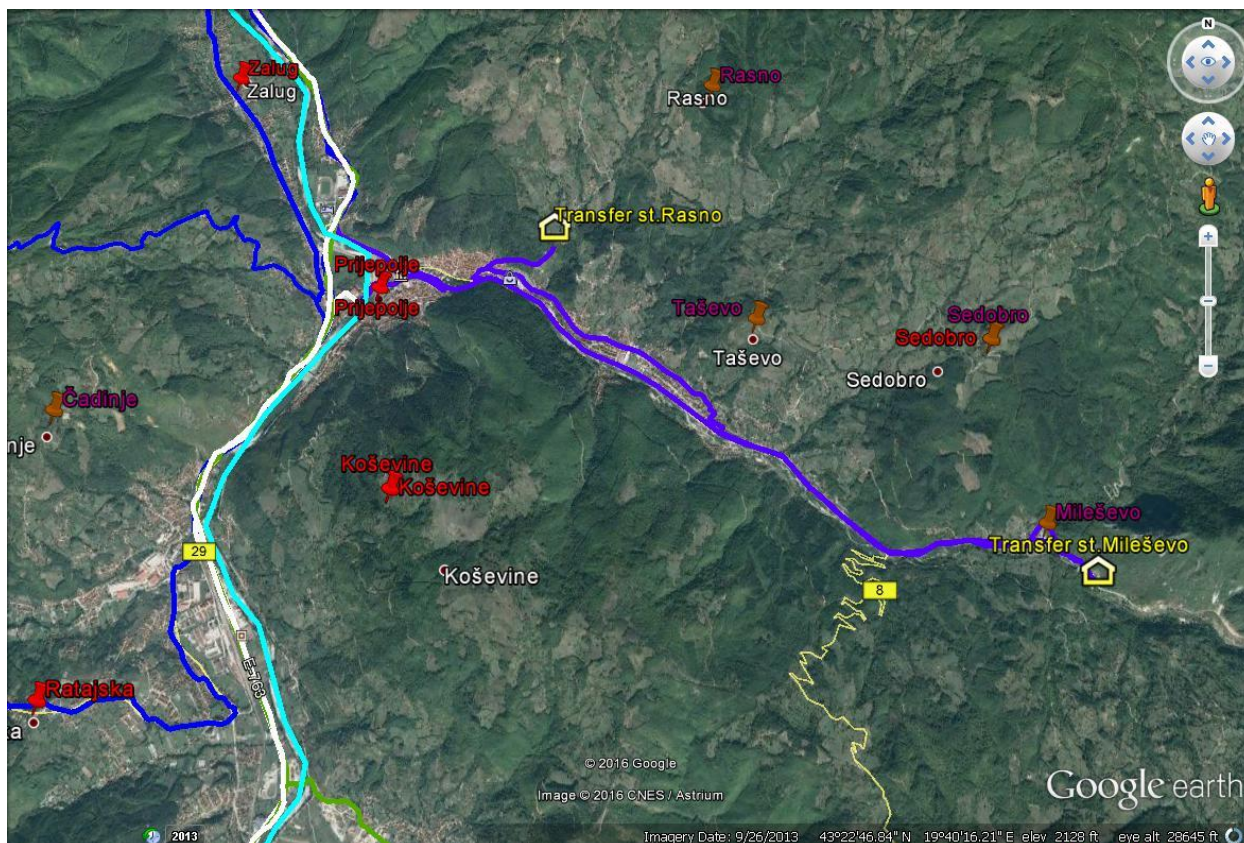 N
Zalug
Zalug
Rasno
Rasno
Transfer st.Rasno
Prijepolje
Prijepolje
Taševo
Taševo
Sedobro
Sedobro
Sedobro
Čadinje
nje
Koševine
Koševine
Koševine
Mileševo
Transfer st.Mileševo
29
8
E-763
Ratajska
ka
© 2016 Google
Image © 2016 CNES / Astrium
Google earth
2013
Imagery Date: 9/26/2013 43°22'46.84" N 19°40'16.21" E elev 2128 ft eye alt 28645 ft